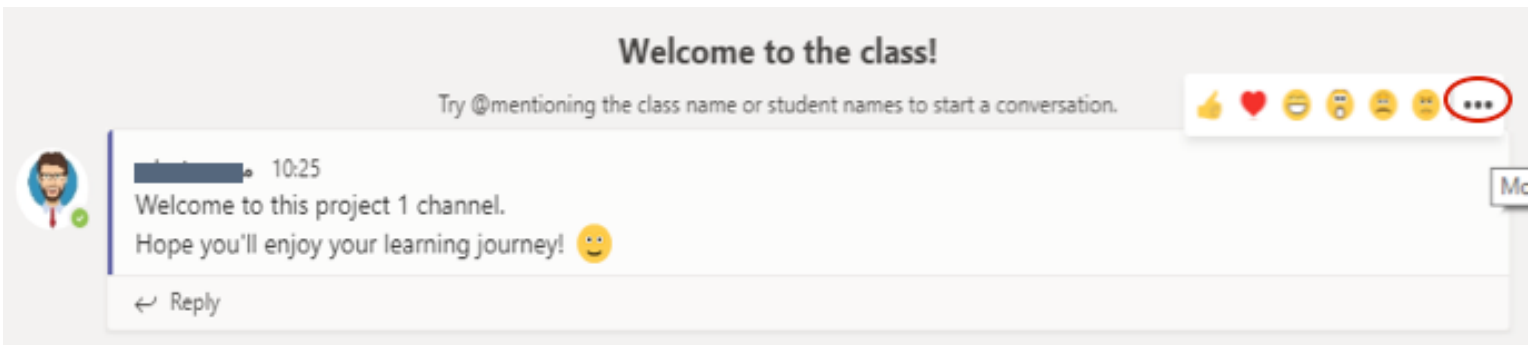 Welcome to the class!
Try @mentioning the class name or student names to start a conversation.
10:25
Welcome to this project 1 channel.
Hope you'll enjoy your learning journey!
Reply